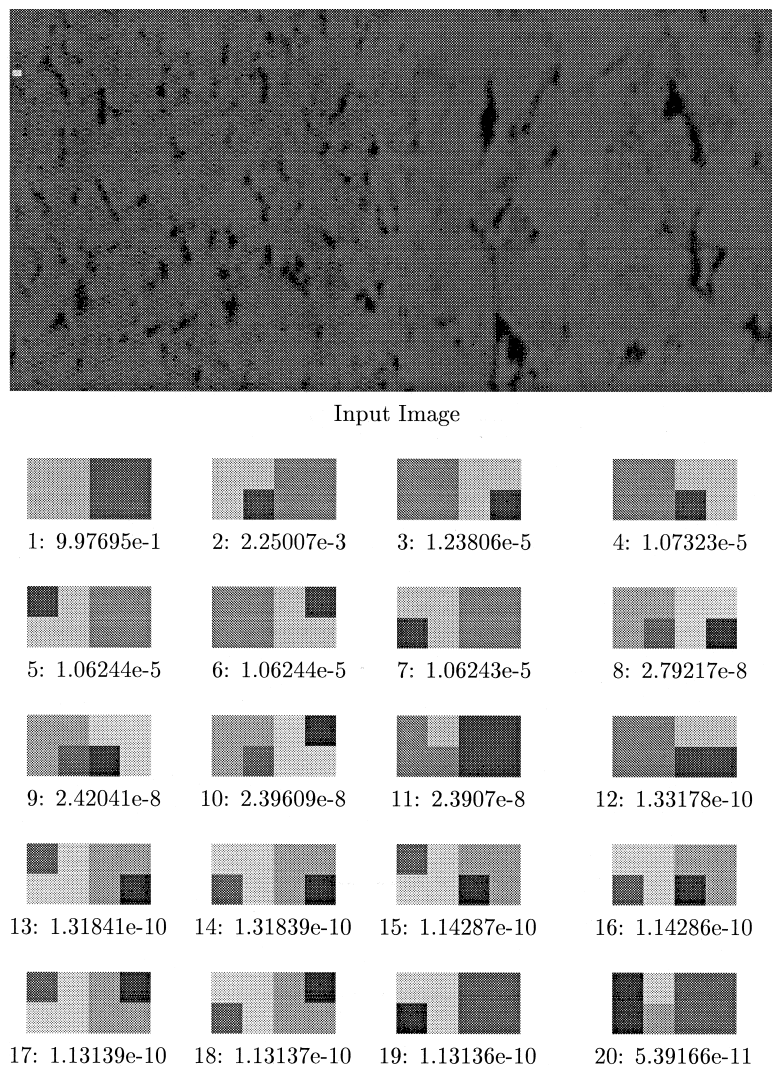 Input Image
1: 9.97695e-1 2: 2.25007e-3 3: 1.23806e-5 4: 1.07323e-5
5: 1.06244e-5 6: 1.06244e-5 7: 1.06243e-5 8: 2.79217e-8
9: 2.42041e-8 10: 2.39609e-8 11: 2.3907e-8 12: 1.33178e-10
13: 1.31841e-10 14: 1.31839e-10 15: 1.14287e-10 16: 1.14286e-10
17: 1.13139e-10 18: 1.13137e-10 19: 1.13136e-10 20: 5.39166e-11